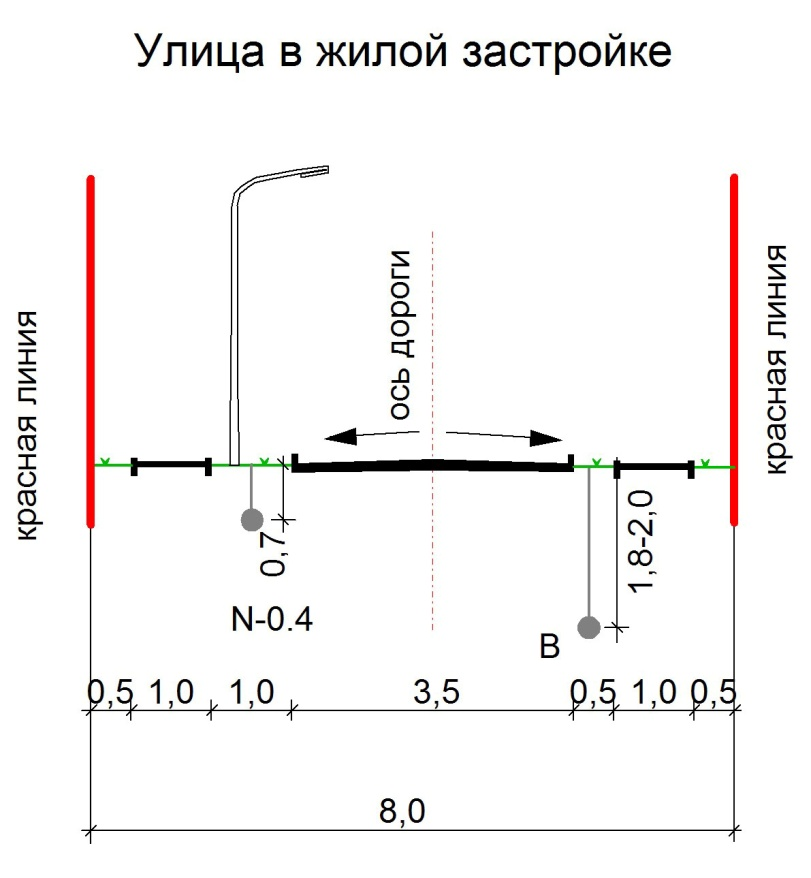 Улица в жилой застройке
красная линия
ось дороги
красная линия
0,7
1,8-2,0
N-0.4
В
0,5 1,0 1,0 3,5 0,5 1,0 0,5
8,0